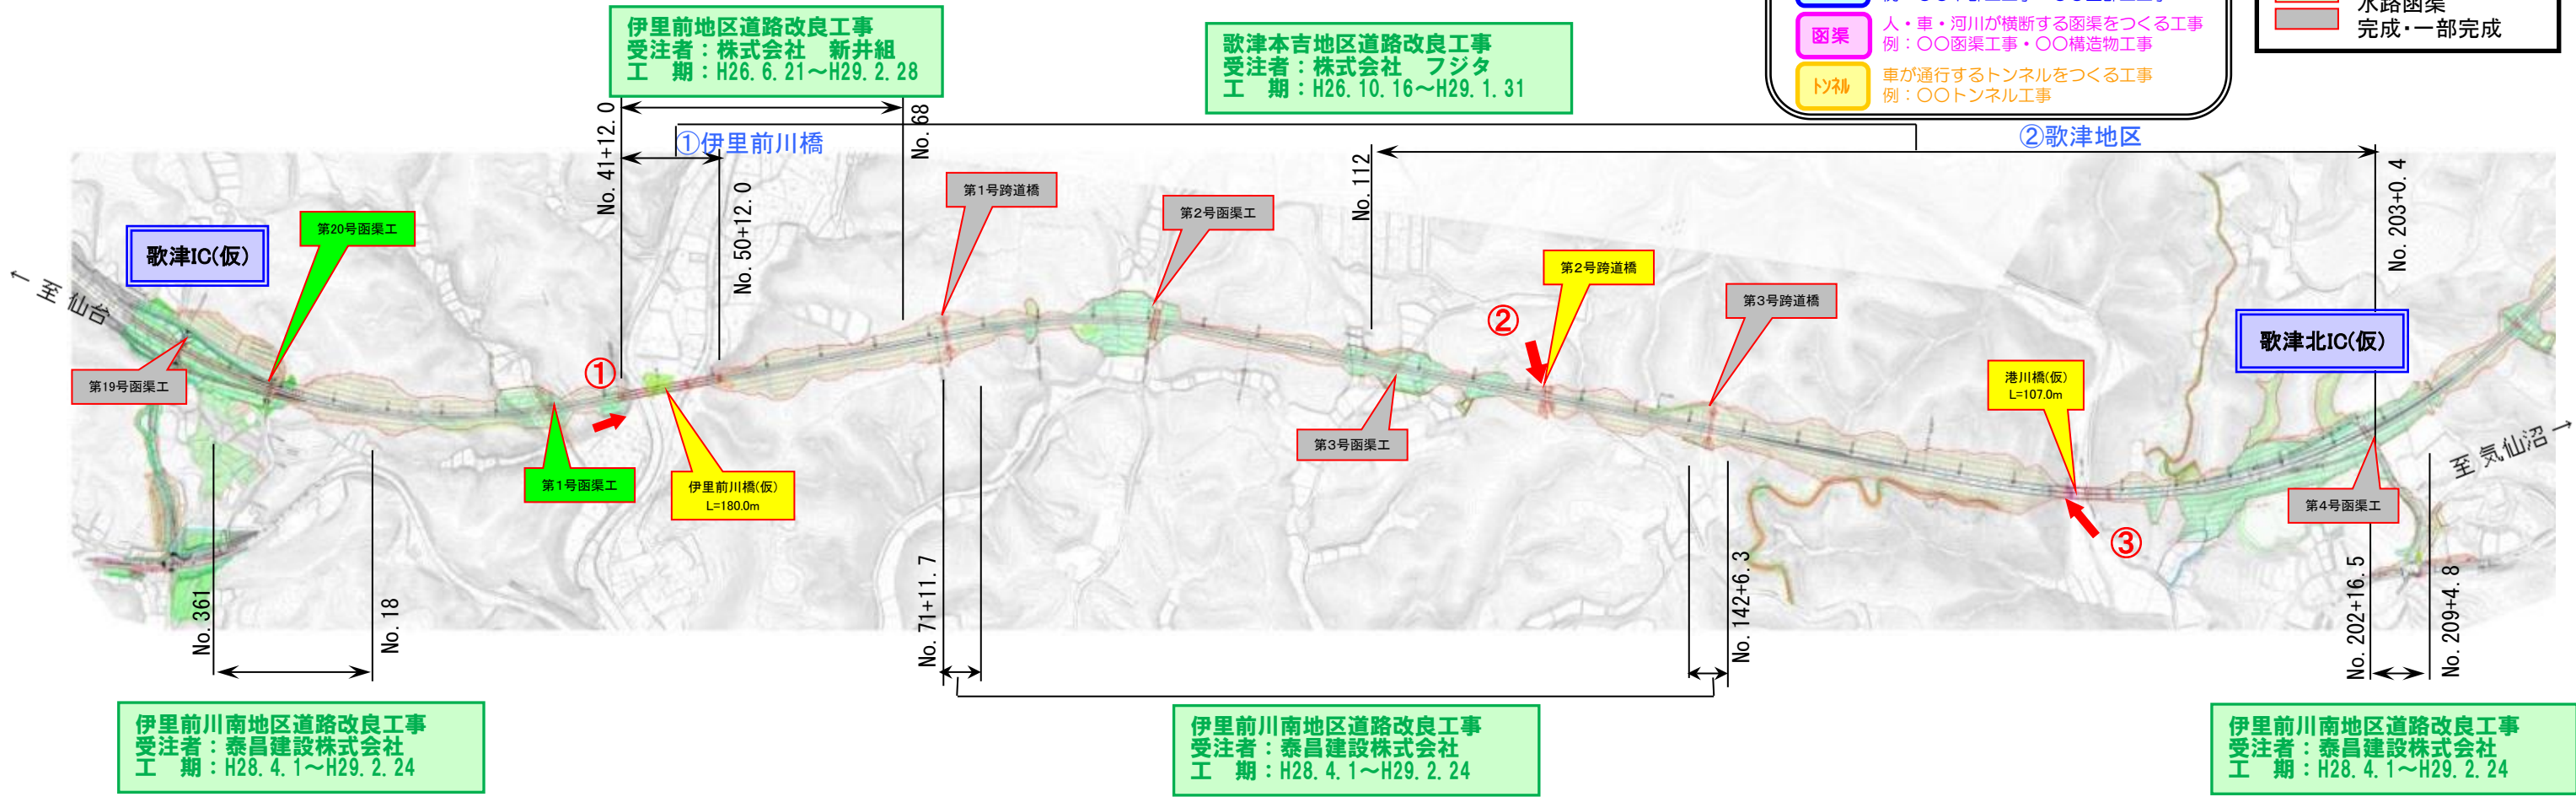 伊里前地区道路改良工事
受注者：株式会社　新井組
工　期：H26.6.21～H29.2.28
歌津本吉地区道路改良工事
受注者：株式会社　フジタ
工　期：H26.10.16～H29.1.31
函渠
人・車・河川が横断する函渠をつくる工事
例：〇〇函渠工事・〇〇構造物工事
トンネル
車が通行するトンネルをつくる工事
例：〇〇トンネル工事
水路函渠
完成・一部完成
①伊里前川橋
②歌津地区
No.41+12.0
No.50+12.0
No.68
No.112
No.203+0.4
歌津IC(仮)
第20号函渠工
第1号跨道橋
第2号函渠工
第2号跨道橋
第3号跨道橋
歌津北IC(仮)
← 至 仙台
第19号函渠工
①
②
港川橋(仮)
L=107.0m
第1号函渠工
伊里前川橋(仮)
L=180.0m
第3号函渠工
③
第4号函渠工
至 気仙沼 →
No.361
No.18
No.71+11.7
No.142+6.3
No.202+16.5
No.209+4.8
伊里前川南地区道路改良工事
受注者：泰昌建設株式会社
工　期：H28.4.1～H29.2.24
伊里前川南地区道路改良工事
受注者：泰昌建設株式会社
工　期：H28.4.1～H29.2.24
伊里前川南地区道路改良工事
受注者：泰昌建設株式会社
工　期：H28.4.1～H29.2.24